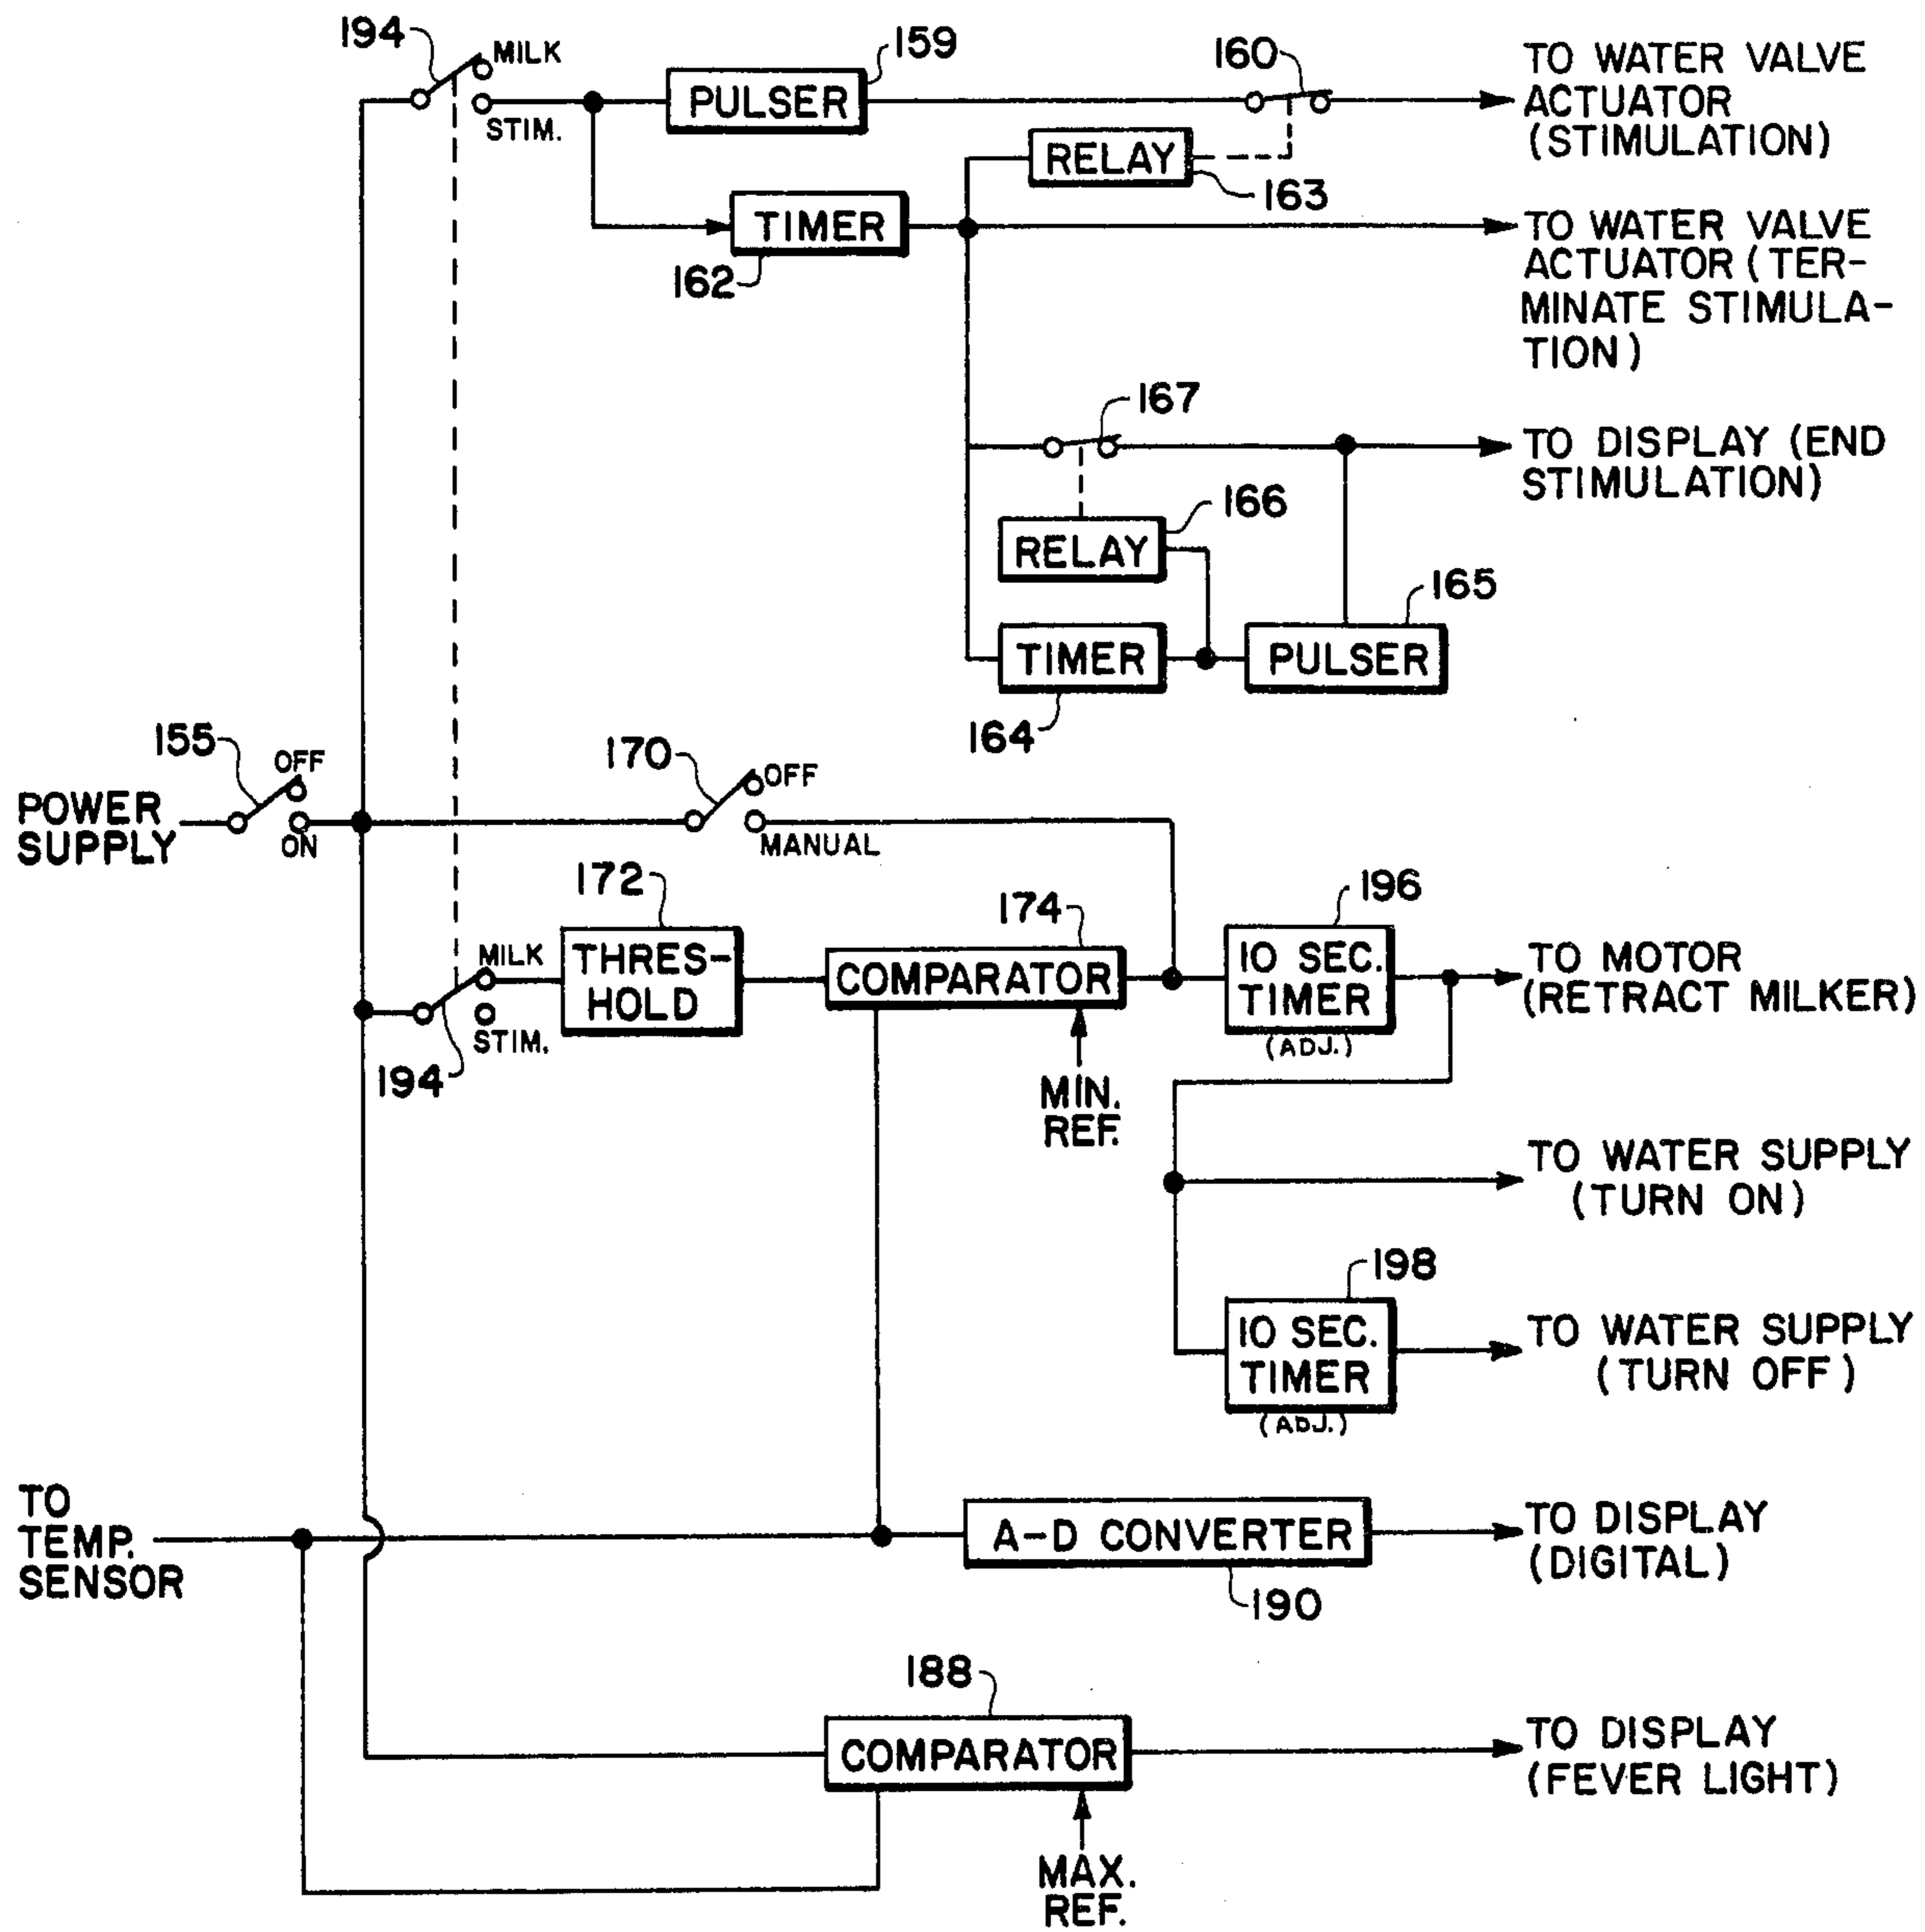 194
MILK
STIM.
PULSER
159
160
TO WATER VALVE
ACTUATOR
(STIMULATION)
RELAY
163
TIMER
162
TO WATER VALVE
ACTUATOR (TER-
MINATE STIMULA-
TION)
167
TO DISPLAY (END
STIMULATION)
RELAY
166
TIMER
164
PULSER
165
POWER
SUPPLY
155
OFF
ON
170
OFF
MANUAL
194
MILK
STIM.
172
THRES-
HOLD
174
COMPARATOR
MIN.
REF.
196
10 SEC.
TIMER
(ADJ.)
TO MOTOR
(RETRACT MILKER)
TO WATER SUPPLY
(TURN ON)
198
10 SEC.
TIMER
(ADJ.)
TO WATER SUPPLY
(TURN OFF)
TO
TEMP.
SENSOR
A-D CONVERTER
190
TO DISPLAY
(DIGITAL)
188
COMPARATOR
MAX.
REF.
TO DISPLAY
(FEVER LIGHT)